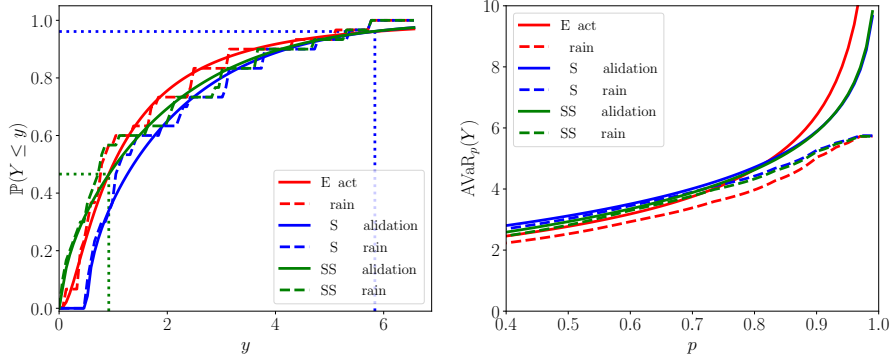 1.0
0.8
0.6
0.4
0.2
0.0
ℙ(Y ≤ y)
0
2
4
6
y
E act
rain
S alidation
S rain
SS alidation
SS rain
10
8
6
4
2
0
AVaR_p(Y)
0.4
0.5
0.6
0.7
0.8
0.9
1.0
p
E act
rain
S alidation
S rain
SS alidation
SS rain